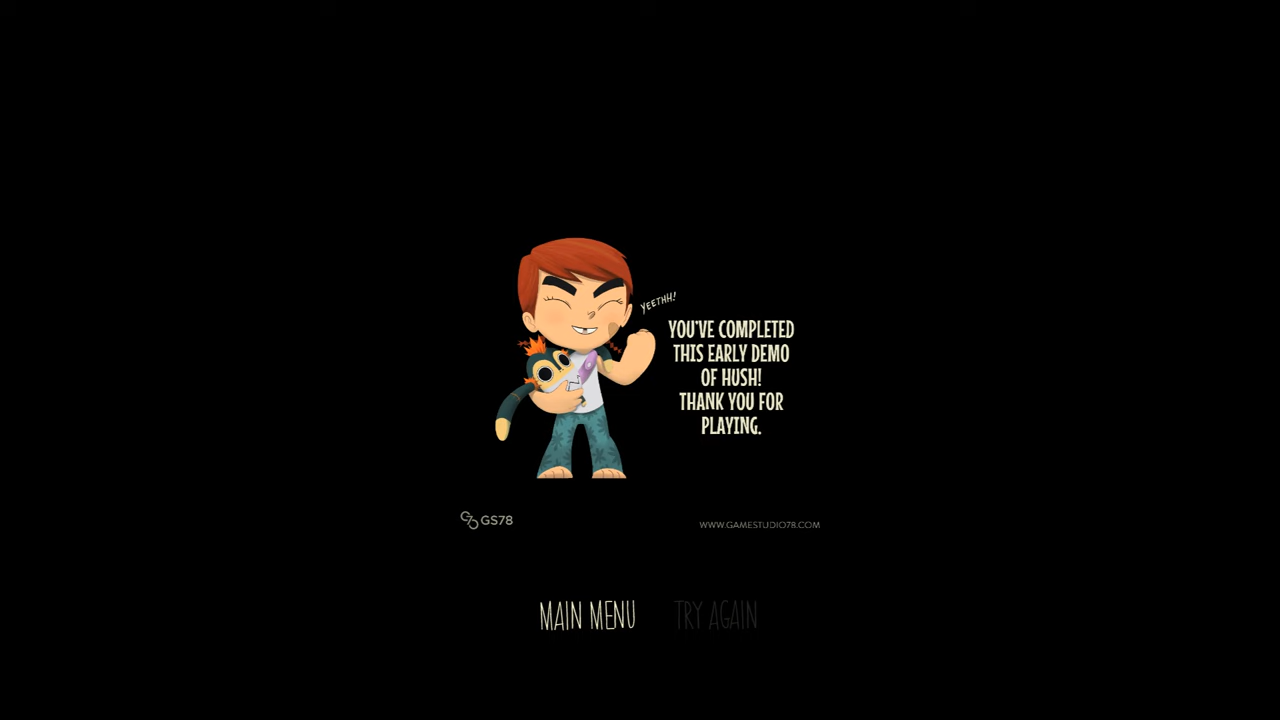 YEETHH!
YOU'VE COMPLETED
THIS EARLY DEMO
OF HUSH!
THANK YOU FOR
PLAYING.
GS78
WWW.GAMESTUDIO78.COM
MAIN MENU
TRY AGAIN